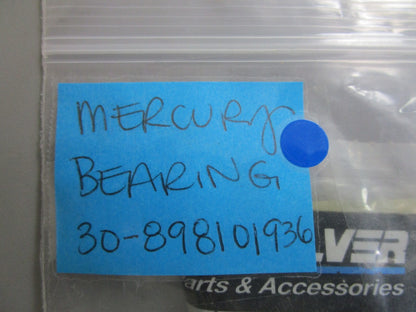 MERCURY
BEARING
30-898101936
LVER
arts & Accessories